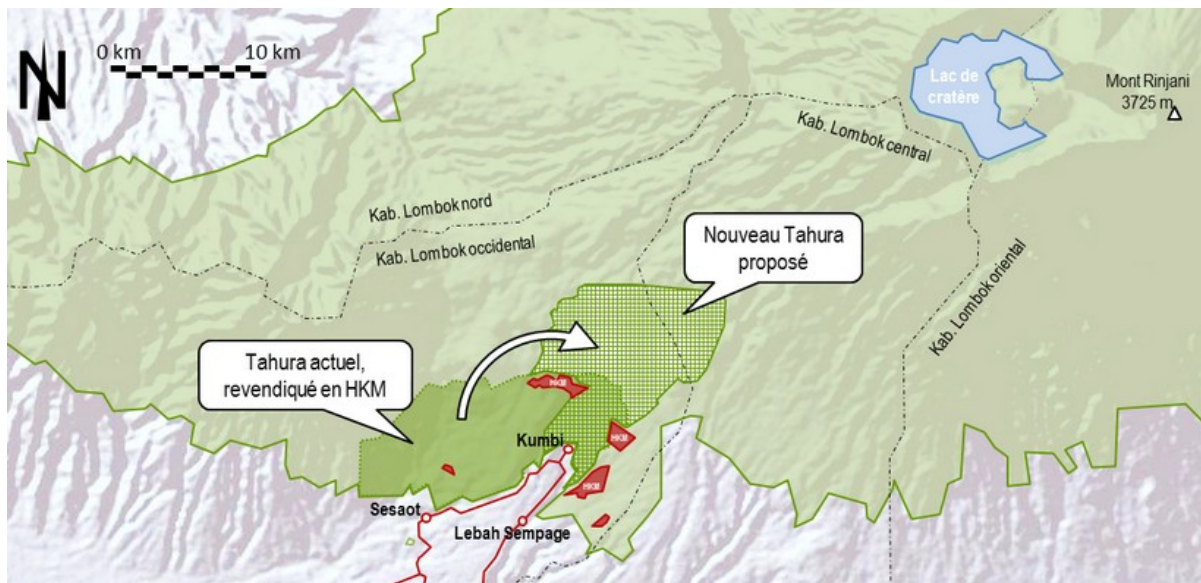 N
0 km 10 km
Lac de
cratère
Mont Rinjani
3725 m
Kab. Lombok central
Kab. Lombok nord
Kab. Lombok occidental
Nouveau Tahura
proposé
Kab. Lombok oriental
Tahura actuel,
revendiqué en HKM
HKM
Kumbi
HKM
HKM
Sesaot
Lebah Sempage